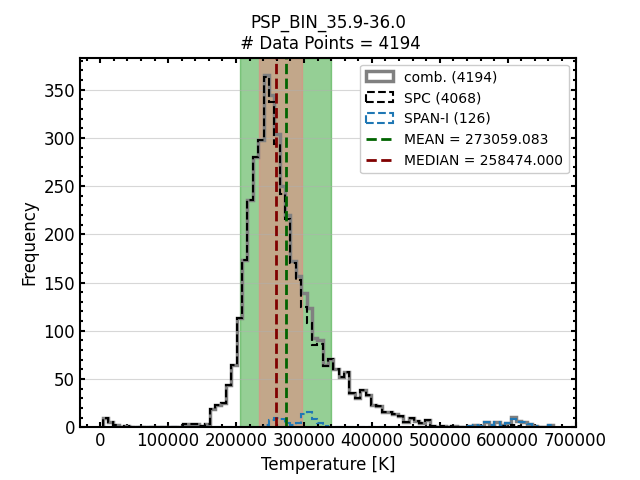 PSP_BIN_35.9-36.0
# Data Points = 4194
comb. (4194)
SPC (4068)
SPAN-I (126)
MEAN = 273059.083
MEDIAN = 258474.000
Frequency
350
300
250
200
150
100
50
0
0 100000 200000 300000 400000 500000 600000 700000
Temperature [K]